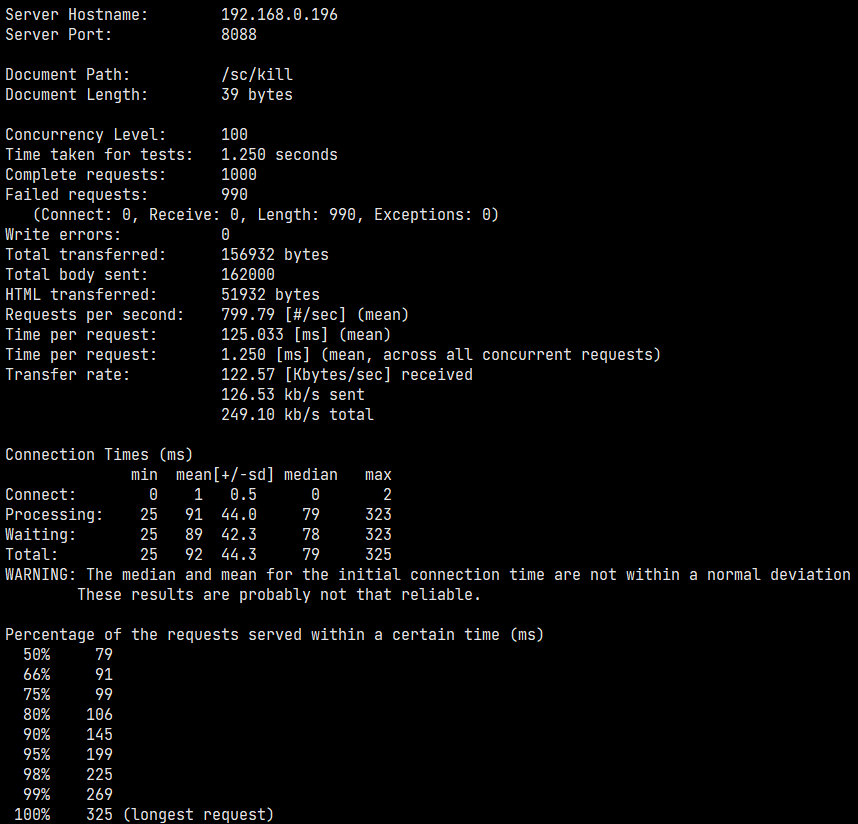 Server Hostname:        192.168.0.196
Server Port:            8088
Document Path:          /sc/kill
Document Length:        39 bytes
Concurrency Level:      100
Time taken for tests:   1.250 seconds
Complete requests:      1000
Failed requests:        990
   (Connect: 0, Receive: 0, Length: 990, Exceptions: 0)
Write errors:           0
Total transferred:      156932 bytes
Total body sent:        162000
HTML transferred:       51932 bytes
Requests per second:    799.79 [#/sec] (mean)
Time per request:       125.033 [ms] (mean)
Time per request:       1.250 [ms] (mean, across all concurrent requests)
Transfer rate:          122.57 [Kbytes/sec] received
                        126.53 kb/s sent
                        249.10 kb/s total
Connection Times (ms)
              min  mean[+/-sd] median   max
Connect:        0    1   0.5      0       2
Processing:    25   91  44.0     79     323
Waiting:       25   89  42.3     78     323
Total:         25   92  44.3     79     325
WARNING: The median and mean for the initial connection time are not within a normal deviation
        These results are probably not that reliable.
Percentage of the requests served within a certain time (ms)
  50%     79
  66%     91
  75%     99
  80%    106
  90%    145
  95%    199
  98%    225
  99%    269
 100%    325 (longest request)